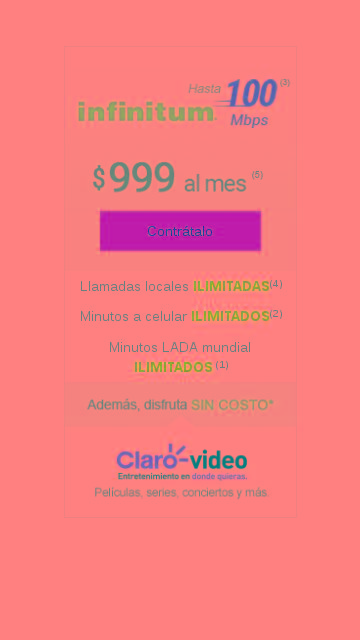 Hasta 100 (3)
infinitum
Mbps
$999 al mes (5)
Contrátalo
Llamadas locales ILIMITADAS(4)
Minutos a celular ILIMITADOS(2)
Minutos LADA mundial
ILIMITADOS (1)
Además, disfruta SIN COSTO*
Claro-video
Entretenimiento en donde quieras.
Películas, series, conciertos y más.